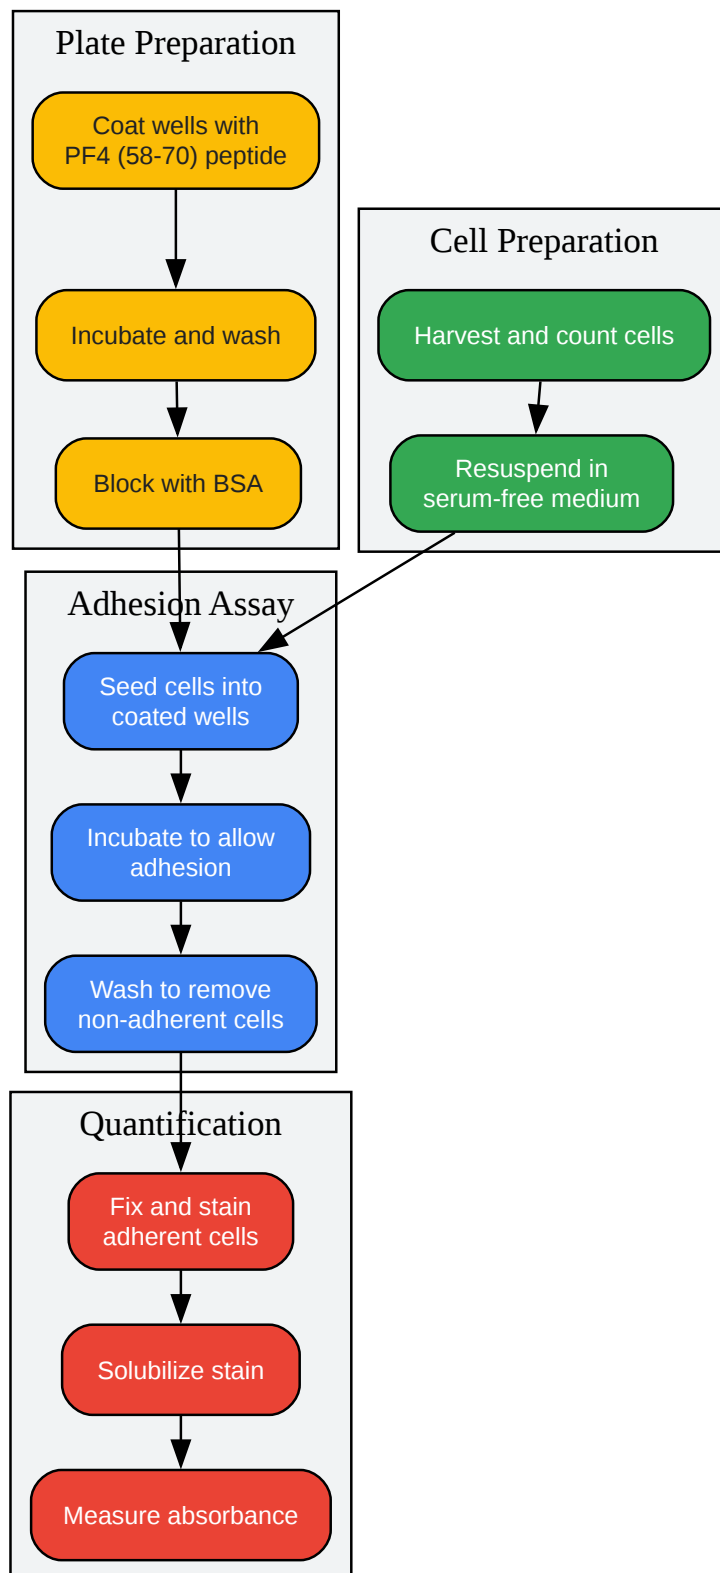 Plate Preparation
Coat wells with
PF4 (58-70) peptide
Incubate and wash
Block with BSA
Cell Preparation
Harvest and count cells
Resuspend in
serum-free medium
Adhesion Assay
Seed cells into
coated wells
Incubate to allow
adhesion
Wash to remove
non-adherent cells
Quantification
Fix and stain
adherent cells
Solubilize stain
Measure absorbance